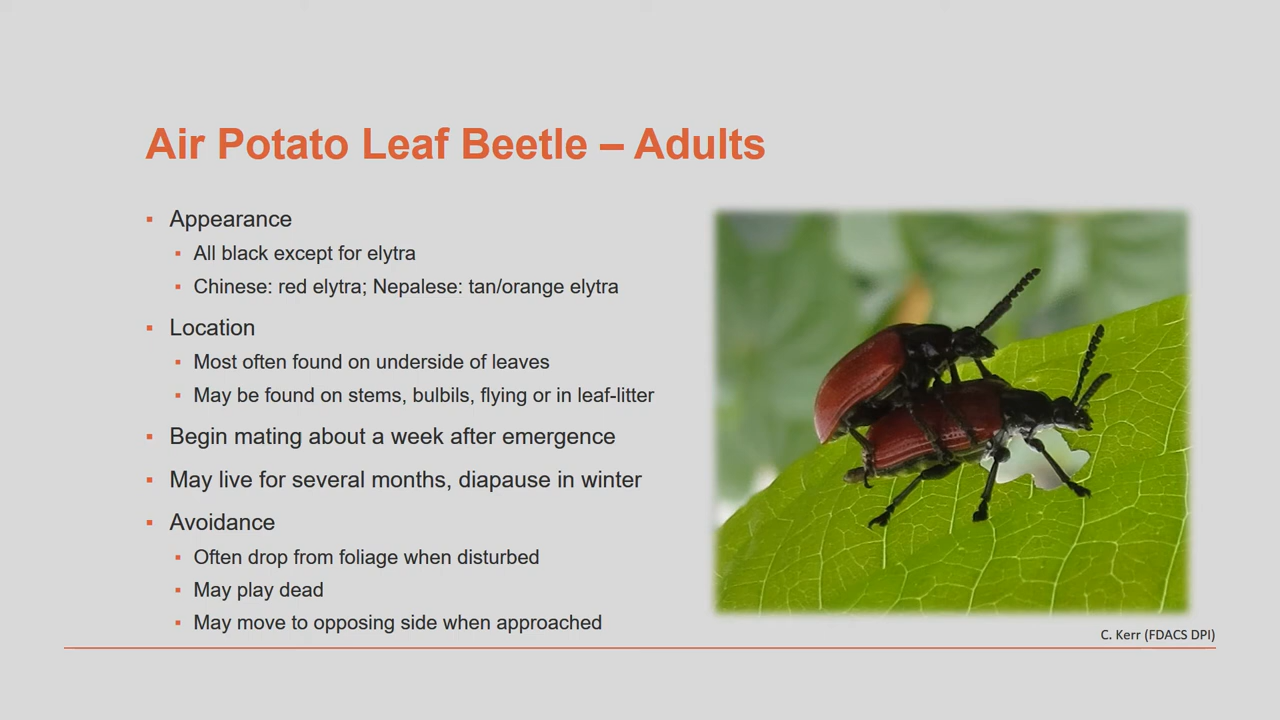 Air Potato Leaf Beetle – Adults
▪ Appearance
▪ All black except for elytra
▪ Chinese: red elytra; Nepalese: tan/orange elytra
▪ Location
▪ Most often found on underside of leaves
▪ May be found on stems, bulbils, flying or in leaf-litter
▪ Begin mating about a week after emergence
▪ May live for several months, diapause in winter
▪ Avoidance
▪ Often drop from foliage when disturbed
▪ May play dead
▪ May move to opposing side when approached
C. Kerr (FDACS DPI)